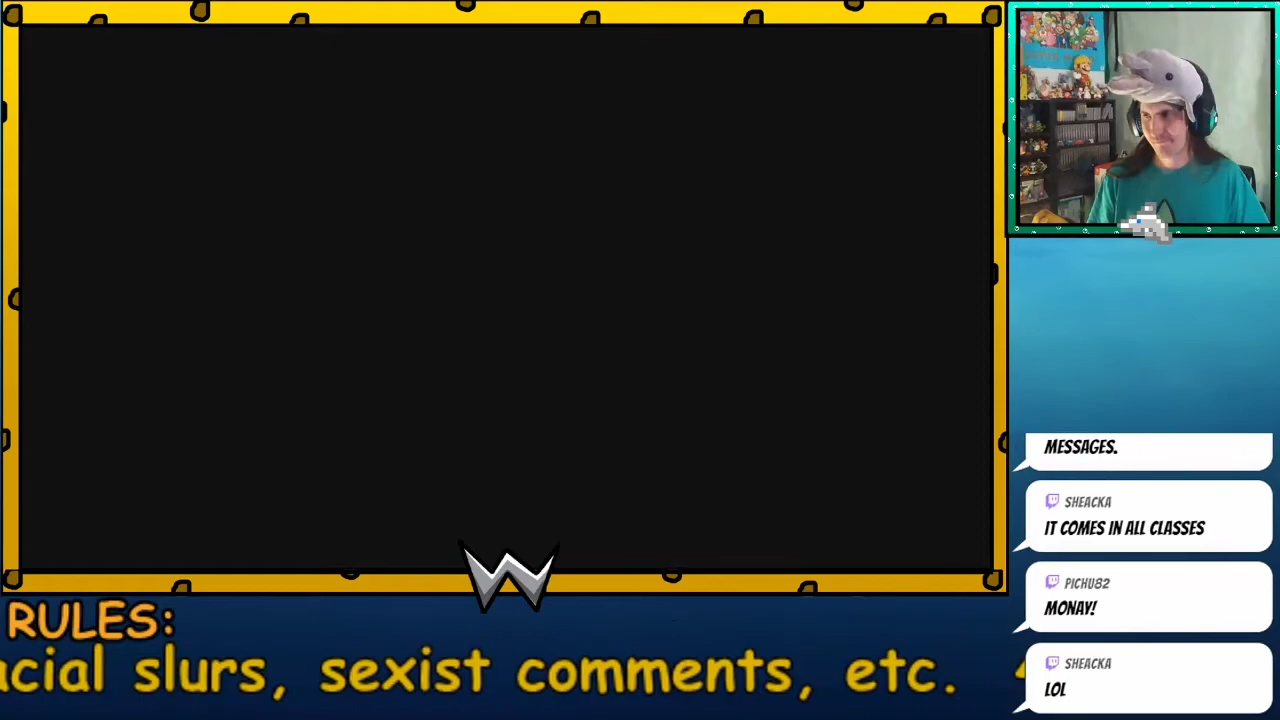 MESSAGES.
SHEACKA
IT COMES IN ALL CLASSES
PICHU82
MONAY!
SHEACKA
LOL
W
RULES:
acial slurs, sexist comments, etc.